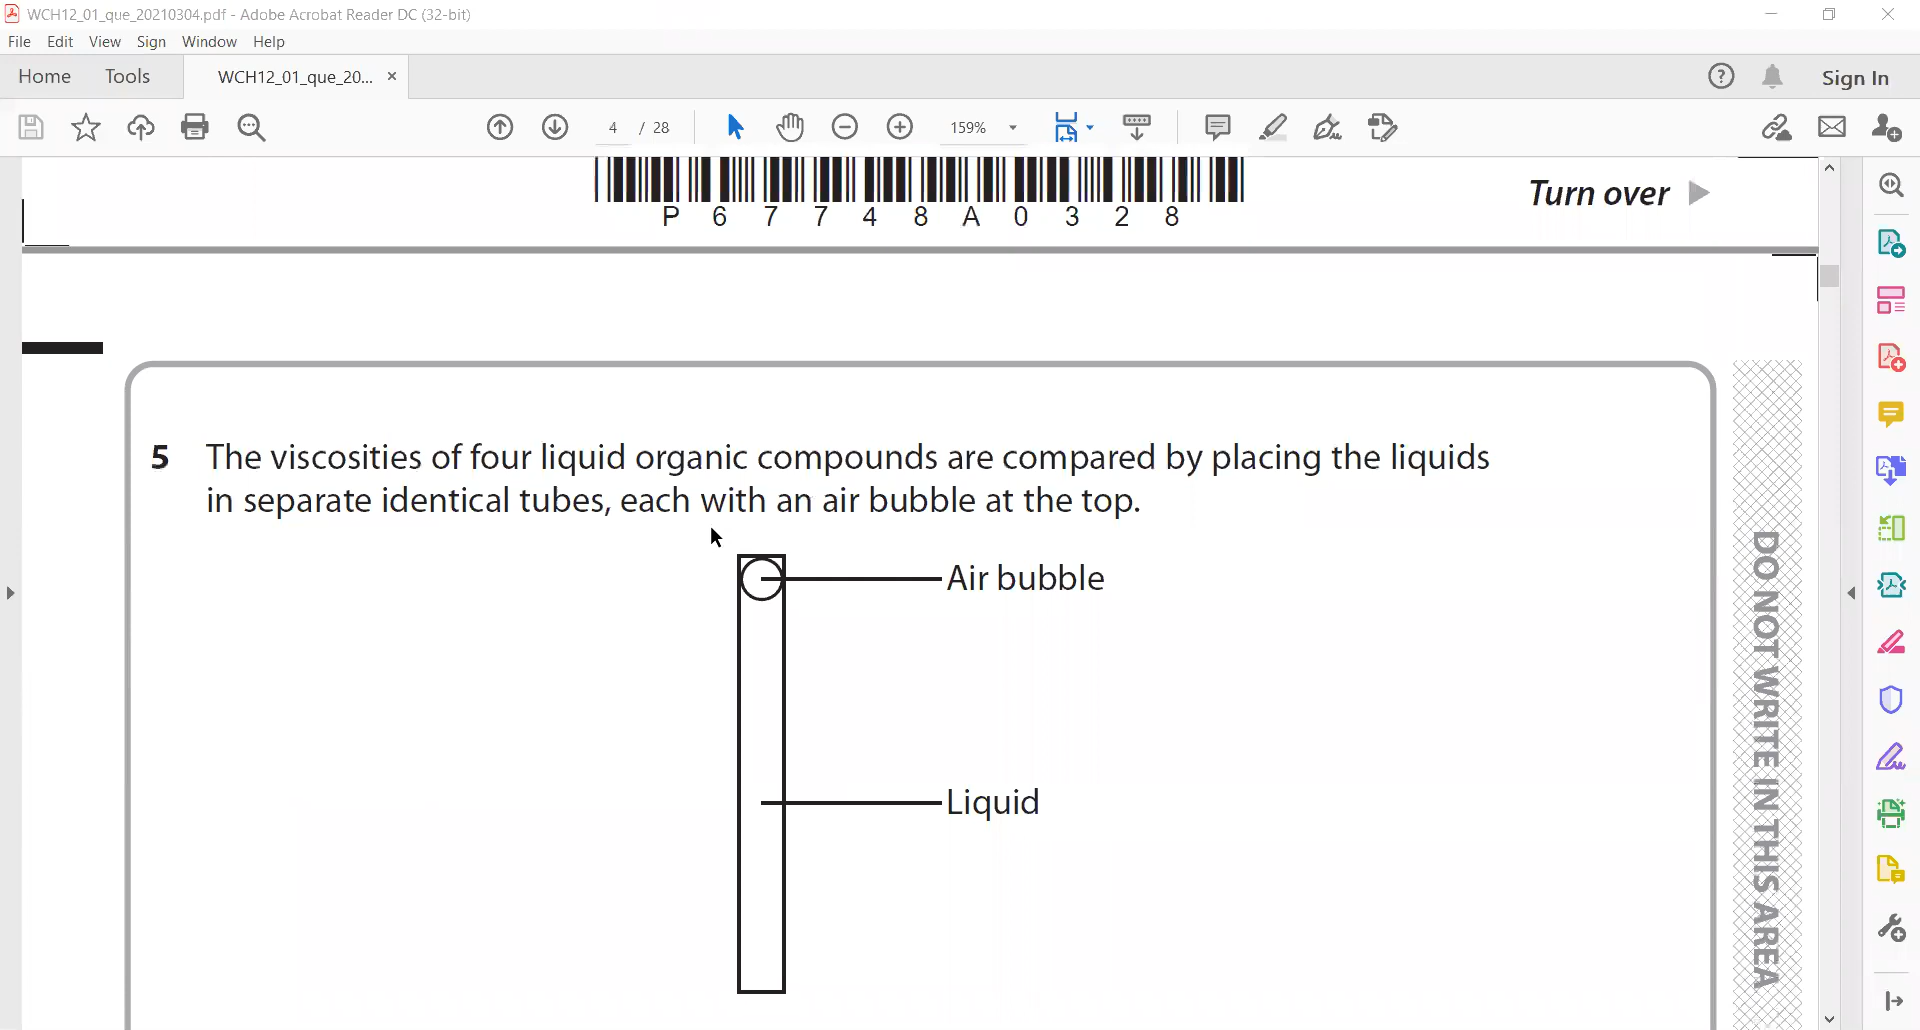 WCH12_01_que_20210304.pdf - Adobe Acrobat Reader DC (32-bit)
File Edit View Sign Window Help
Home Tools WCH12_01_que_20... × Sign In
4 / 28 159%
P 6 7 7 4 8 A 0 3 2 8
Turn over
5 The viscosities of four liquid organic compounds are compared by placing the liquids
in separate identical tubes, each with an air bubble at the top.
Air bubble
Liquid
DO NOT WRITE IN THIS AREA